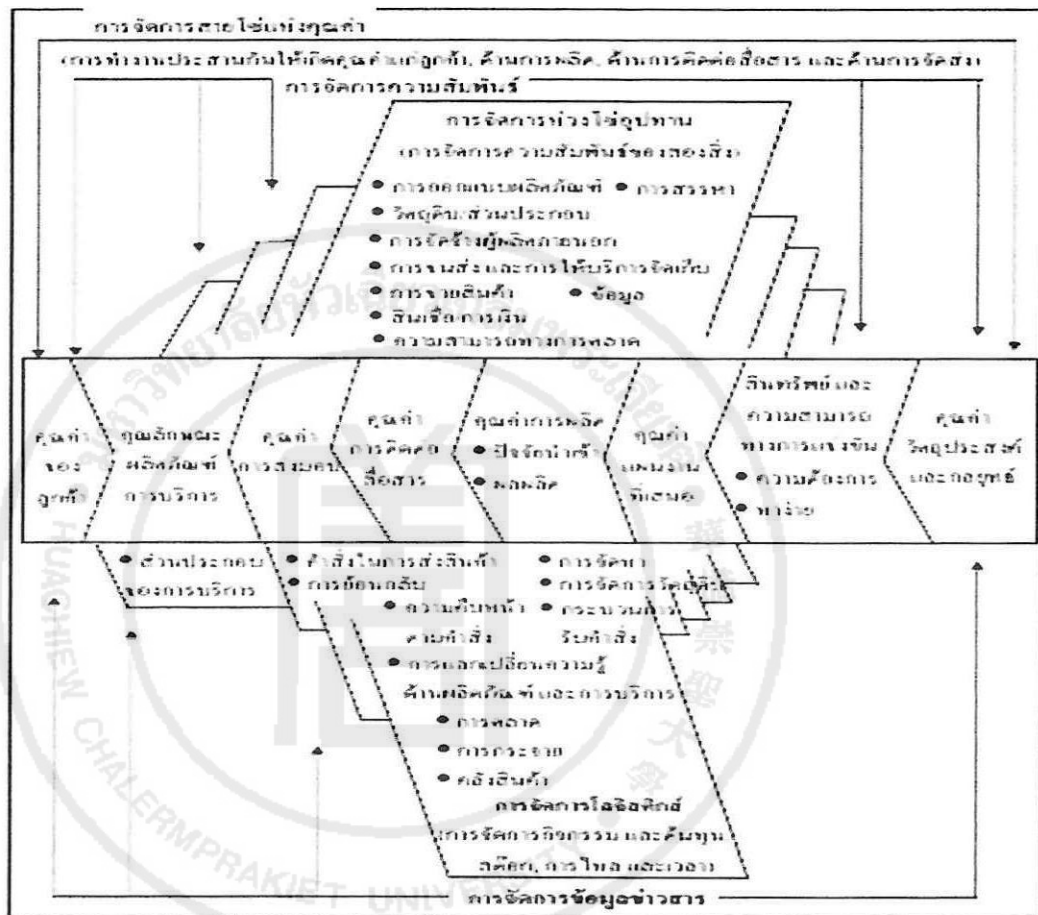 การจัดการสายโซ่แห่งคุณค่า
(การทำงานประสานกันให้เกิดคุณค่าแก่ลูกค้า, ด้านการผลิต, ด้านการติดต่อสื่อสาร และด้านการจัดส่ง)
การจัดการความสัมพันธ์
การจัดการห่วงโซ่อุปทาน
(การจัดการความสัมพันธ์ของสองสิ่ง)
● การออกแบบผลิตภัณฑ์ ● การสรรหา
● วัตถุดิบ/ส่วนประกอบ
● การจัดจ้างผู้ผลิตภายนอก
● การขนส่ง และการให้บริการจัดเก็บ
● การขายสินค้า ● ข้อมูล
● สินเชื่อ/การเงิน
● ความสามารถทางการตลาด
คุณค่า
ของ
ลูกค้า
คุณลักษณะ
ผลิตภัณฑ์
การบริการ
คุณค่า
การส่งมอบ
คุณค่า
การติดต่อ
สื่อสาร
คุณค่าการผลิต
● ปัจจัยนำเข้า
● ผลผลิต
คุณค่า
แผนงาน
ที่เสนอ
สินทรัพย์ และ
ความสามารถ
ทางการแข่งขัน
● ความต้องการ
● หาง่าย
คุณค่า
วัตถุประสงค์
และกลยุทธ์
● ส่วนประกอบ
ของการบริการ
● คำสั่งในการส่งสินค้า
● การย้อนกลับ
● ความคืบหน้า
ตามคำสั่ง
● การจัดหา
● การจัดการวัตถุดิบ
● กระบวนการ
รับคำสั่ง
● การแลกเปลี่ยนความรู้
ด้านผลิตภัณฑ์ และการบริการ
● การตลาด
● การกระจาย
● คลังสินค้า
การจัดการโลจิสติกส์
(การจัดการกิจกรรม และต้นทุน
สต๊อก, การไหล และเวลา)
การจัดการข้อมูลข่าวสาร
HUACHIEW CHALERMPRAKIET UNIVERSITY